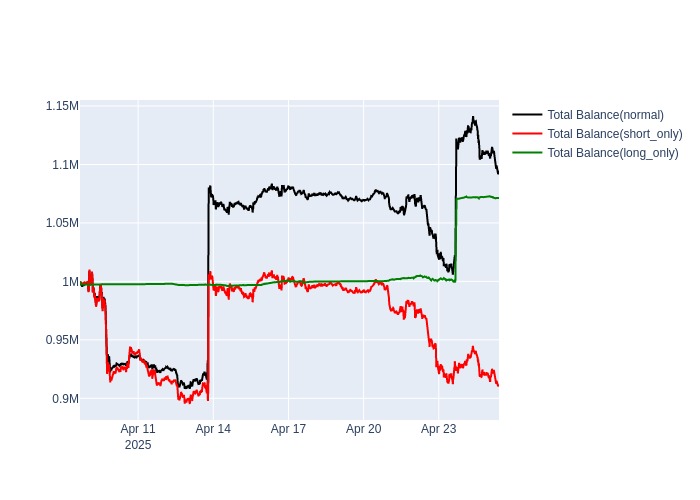 1.15M
1.1M
1.05M
1M
0.95M
0.9M
Apr 11
2025
Apr 14
Apr 17
Apr 20
Apr 23
Total Balance(normal)
Total Balance(short_only)
Total Balance(long_only)